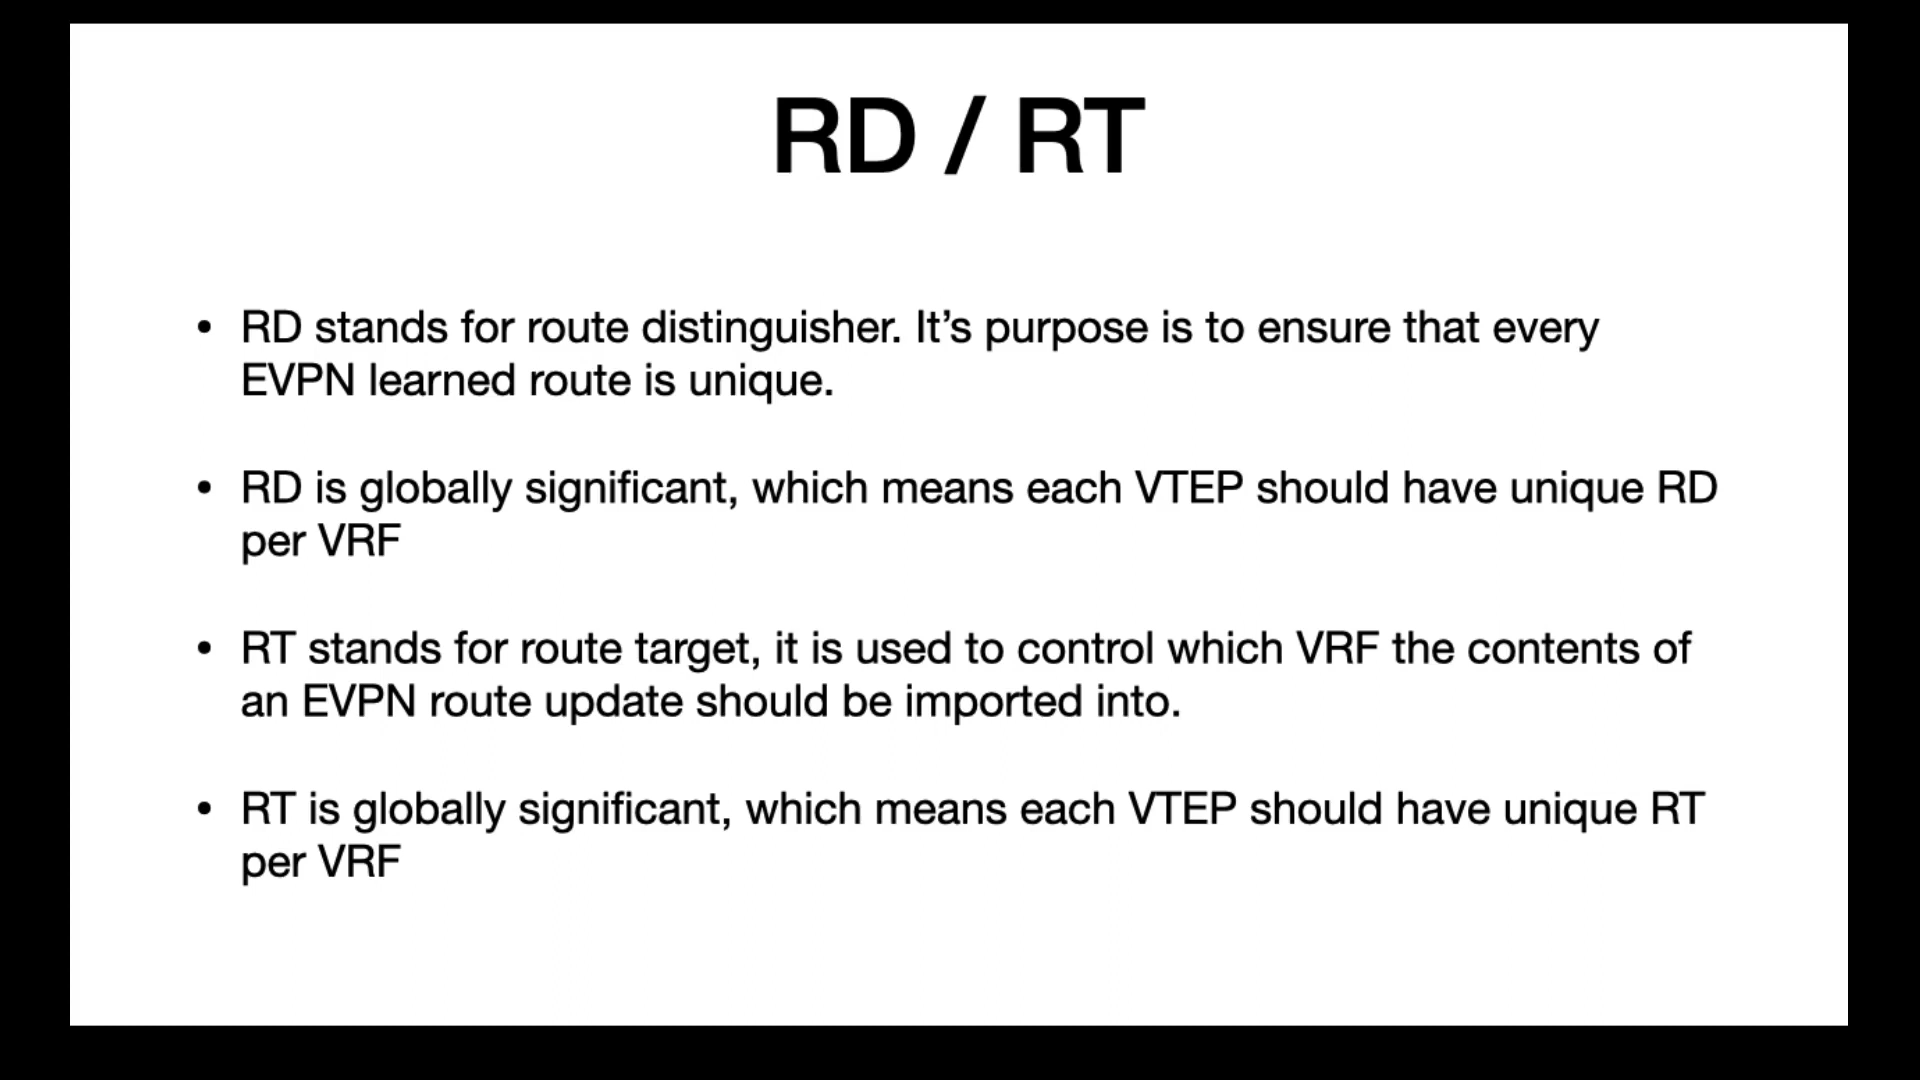 RD / RT
• RD stands for route distinguisher. It’s purpose is to ensure that every
EVPN learned route is unique.
• RD is globally significant, which means each VTEP should have unique RD
per VRF
• RT stands for route target, it is used to control which VRF the contents of
an EVPN route update should be imported into.
• RT is globally significant, which means each VTEP should have unique RT
per VRF